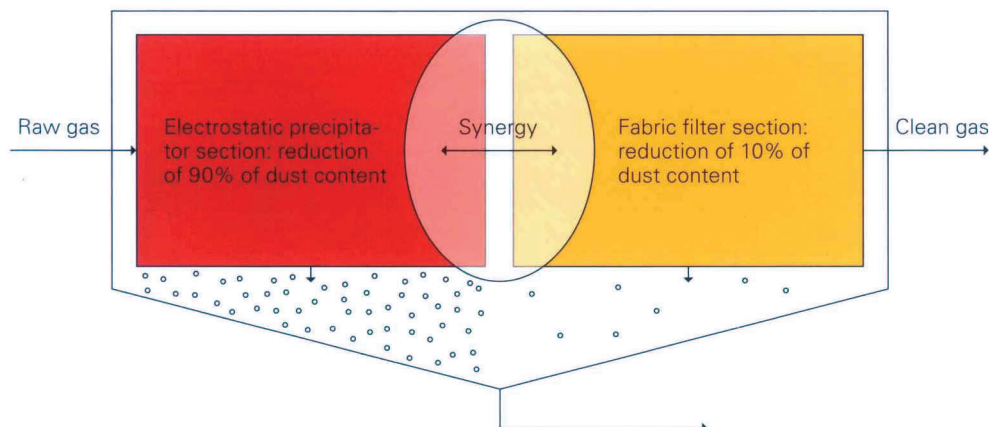 Raw gas
Electrostatic precipita-
tor section: reduction
of 90% of dust content
Synergy
Fabric filter section:
reduction of 10% of
dust content
Clean gas